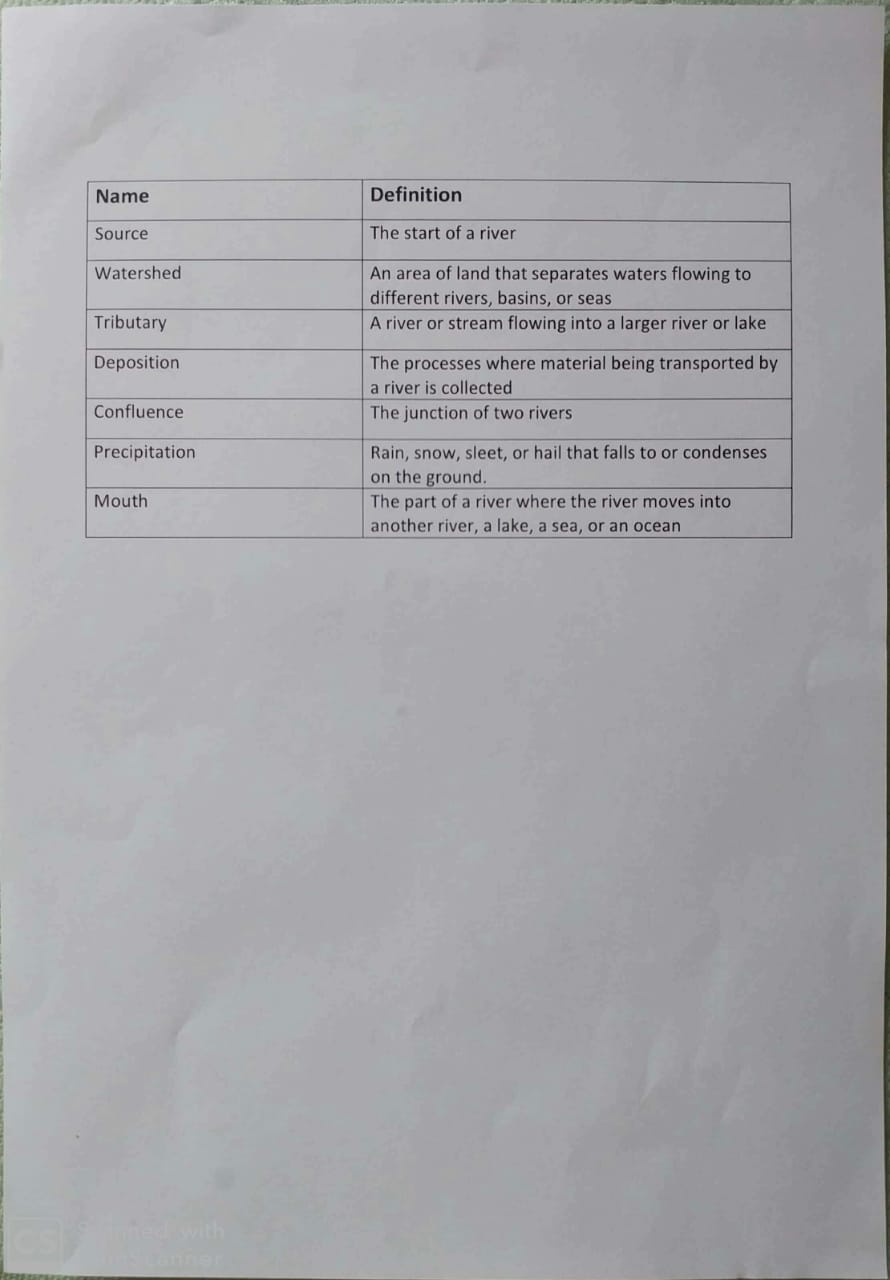 Name Definition
Source The start of a river
Watershed An area of land that separates waters flowing to
different rivers, basins, or seas
Tributary A river or stream flowing into a larger river or lake
Deposition The processes where material being transported by
a river is collected
Confluence The junction of two rivers
Precipitation Rain, snow, sleet, or hail that falls to or condenses
on the ground.
Mouth The part of a river where the river moves into
another river, a lake, a sea, or an ocean
CS Scanned with
CamScanner